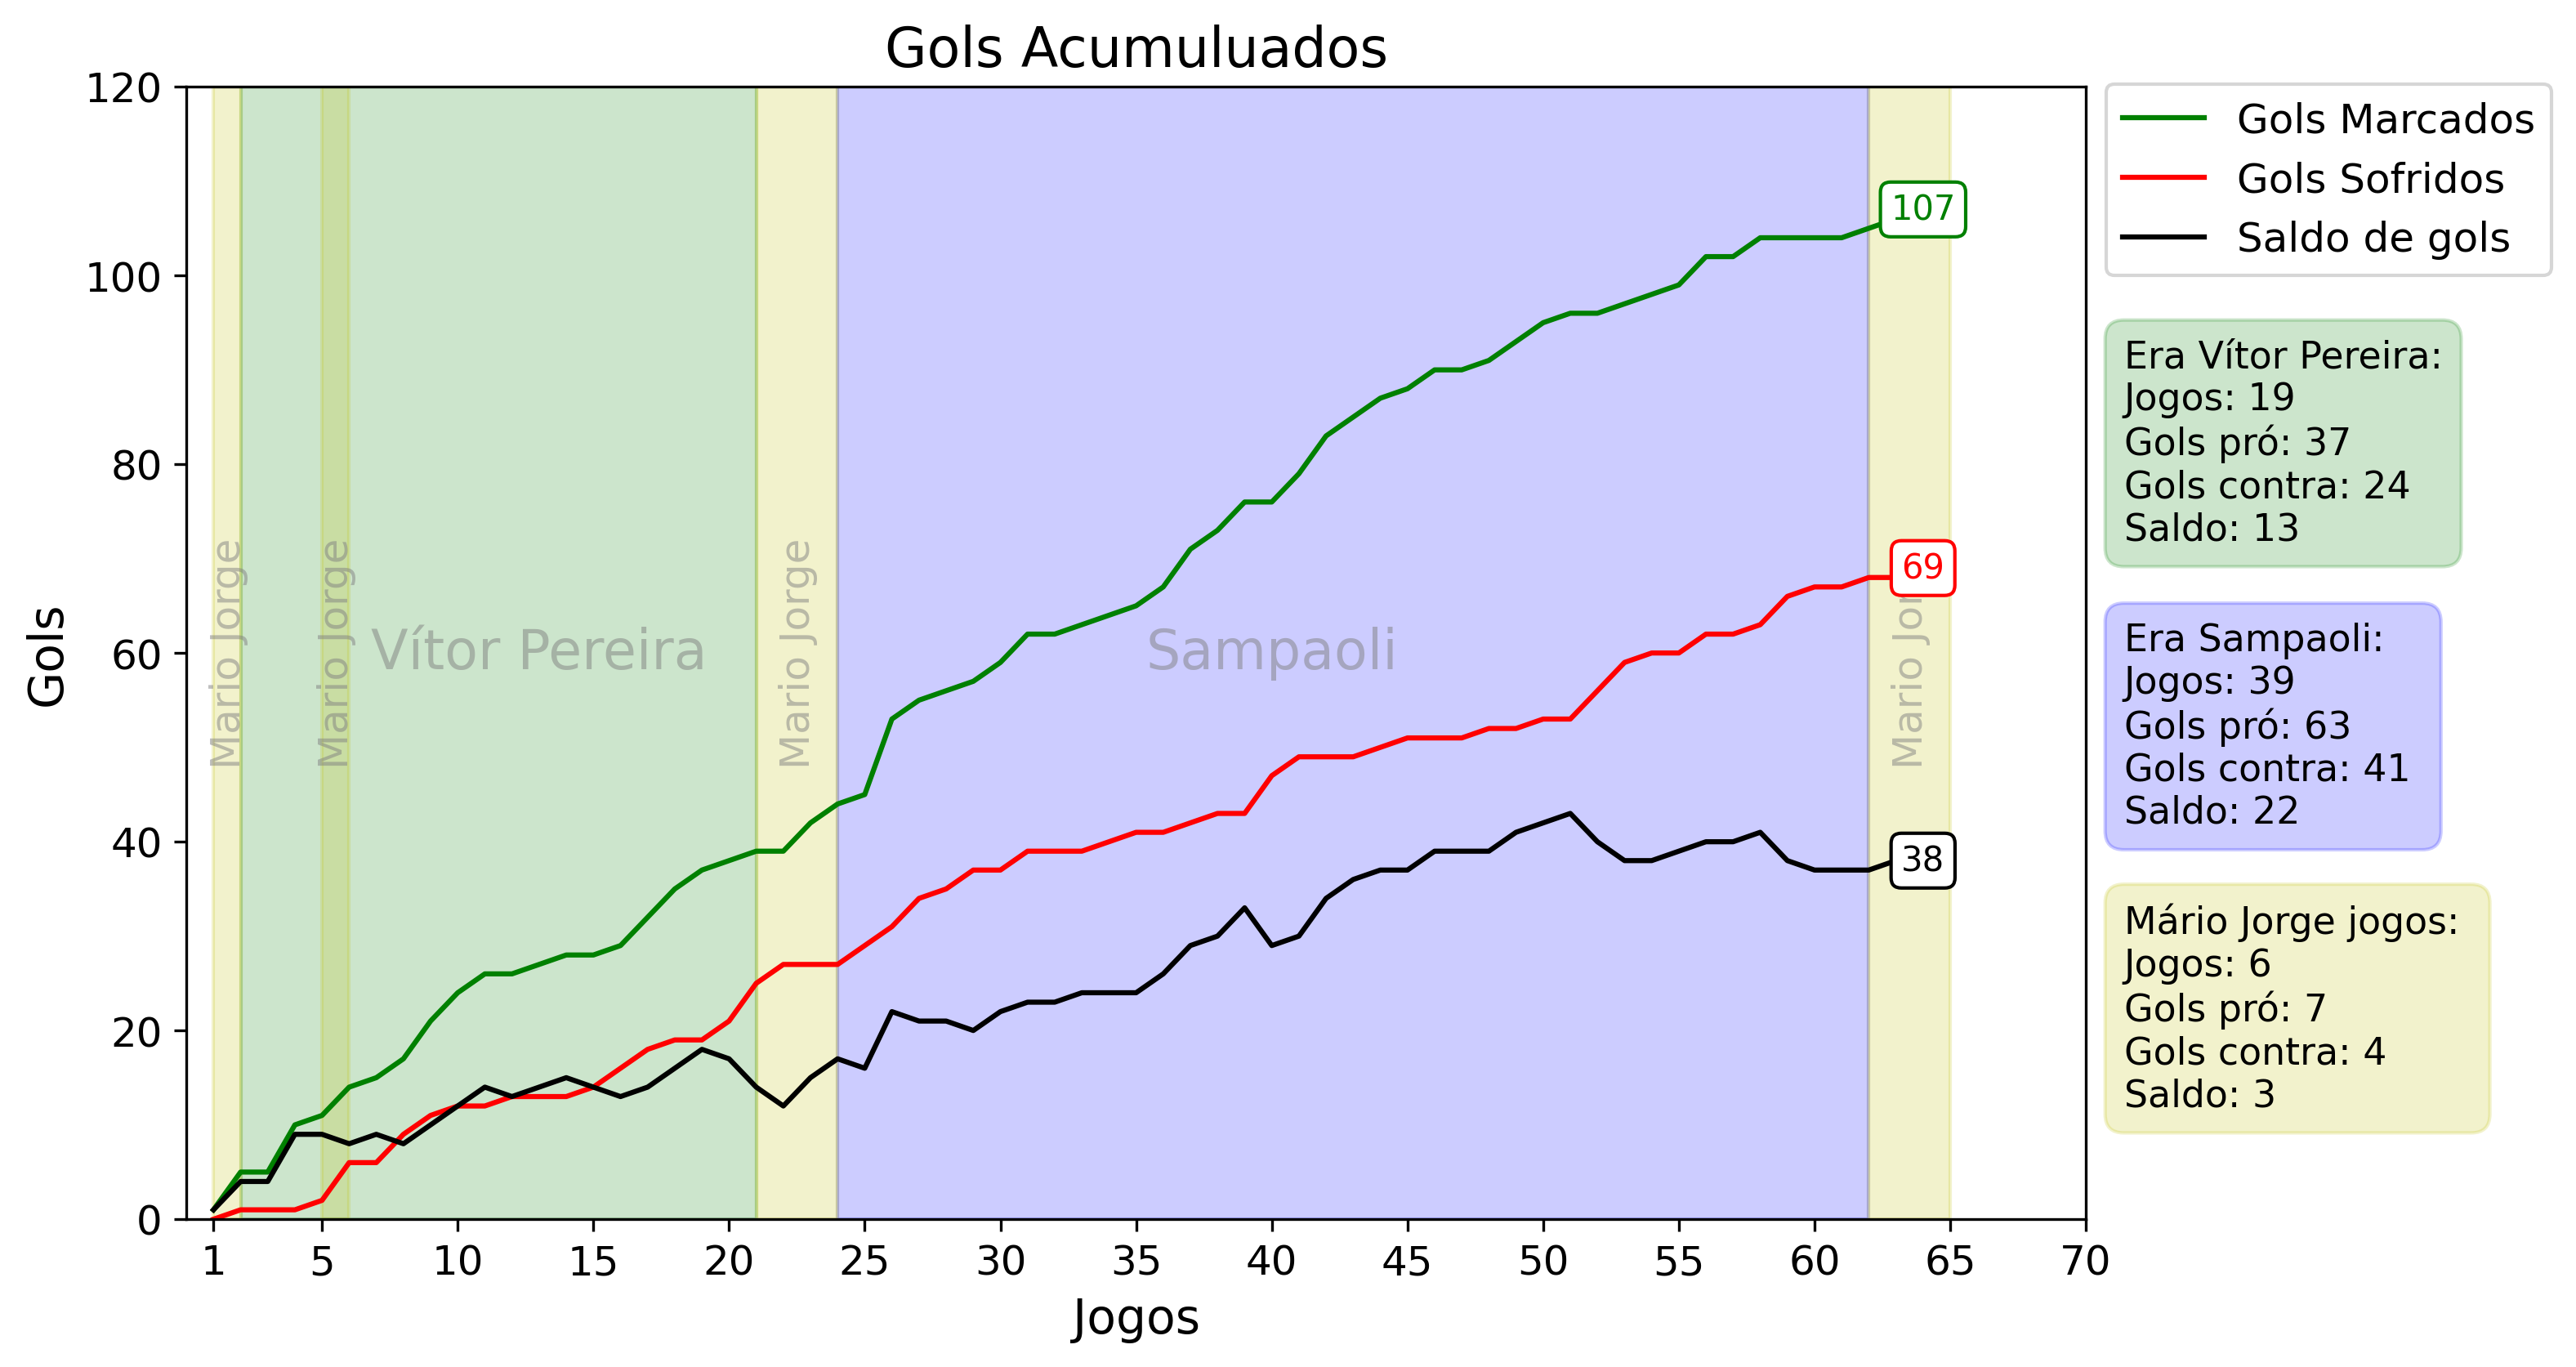 Gols Acumuluados
Gols
120
100
80
60
40
20
0
Mario Jorge
Mario Jorge
Vítor Pereira
Mario Jorge
Sampaoli
Mario Jor
107
69
38
1 5 10 15 20 25 30 35 40 45 50 55 60 65 70
Jogos
Gols Marcados
Gols Sofridos
Saldo de gols
Era Vítor Pereira:
Jogos: 19
Gols pró: 37
Gols contra: 24
Saldo: 13
Era Sampaoli:
Jogos: 39
Gols pró: 63
Gols contra: 41
Saldo: 22
Mário Jorge jogos:
Jogos: 6
Gols pró: 7
Gols contra: 4
Saldo: 3